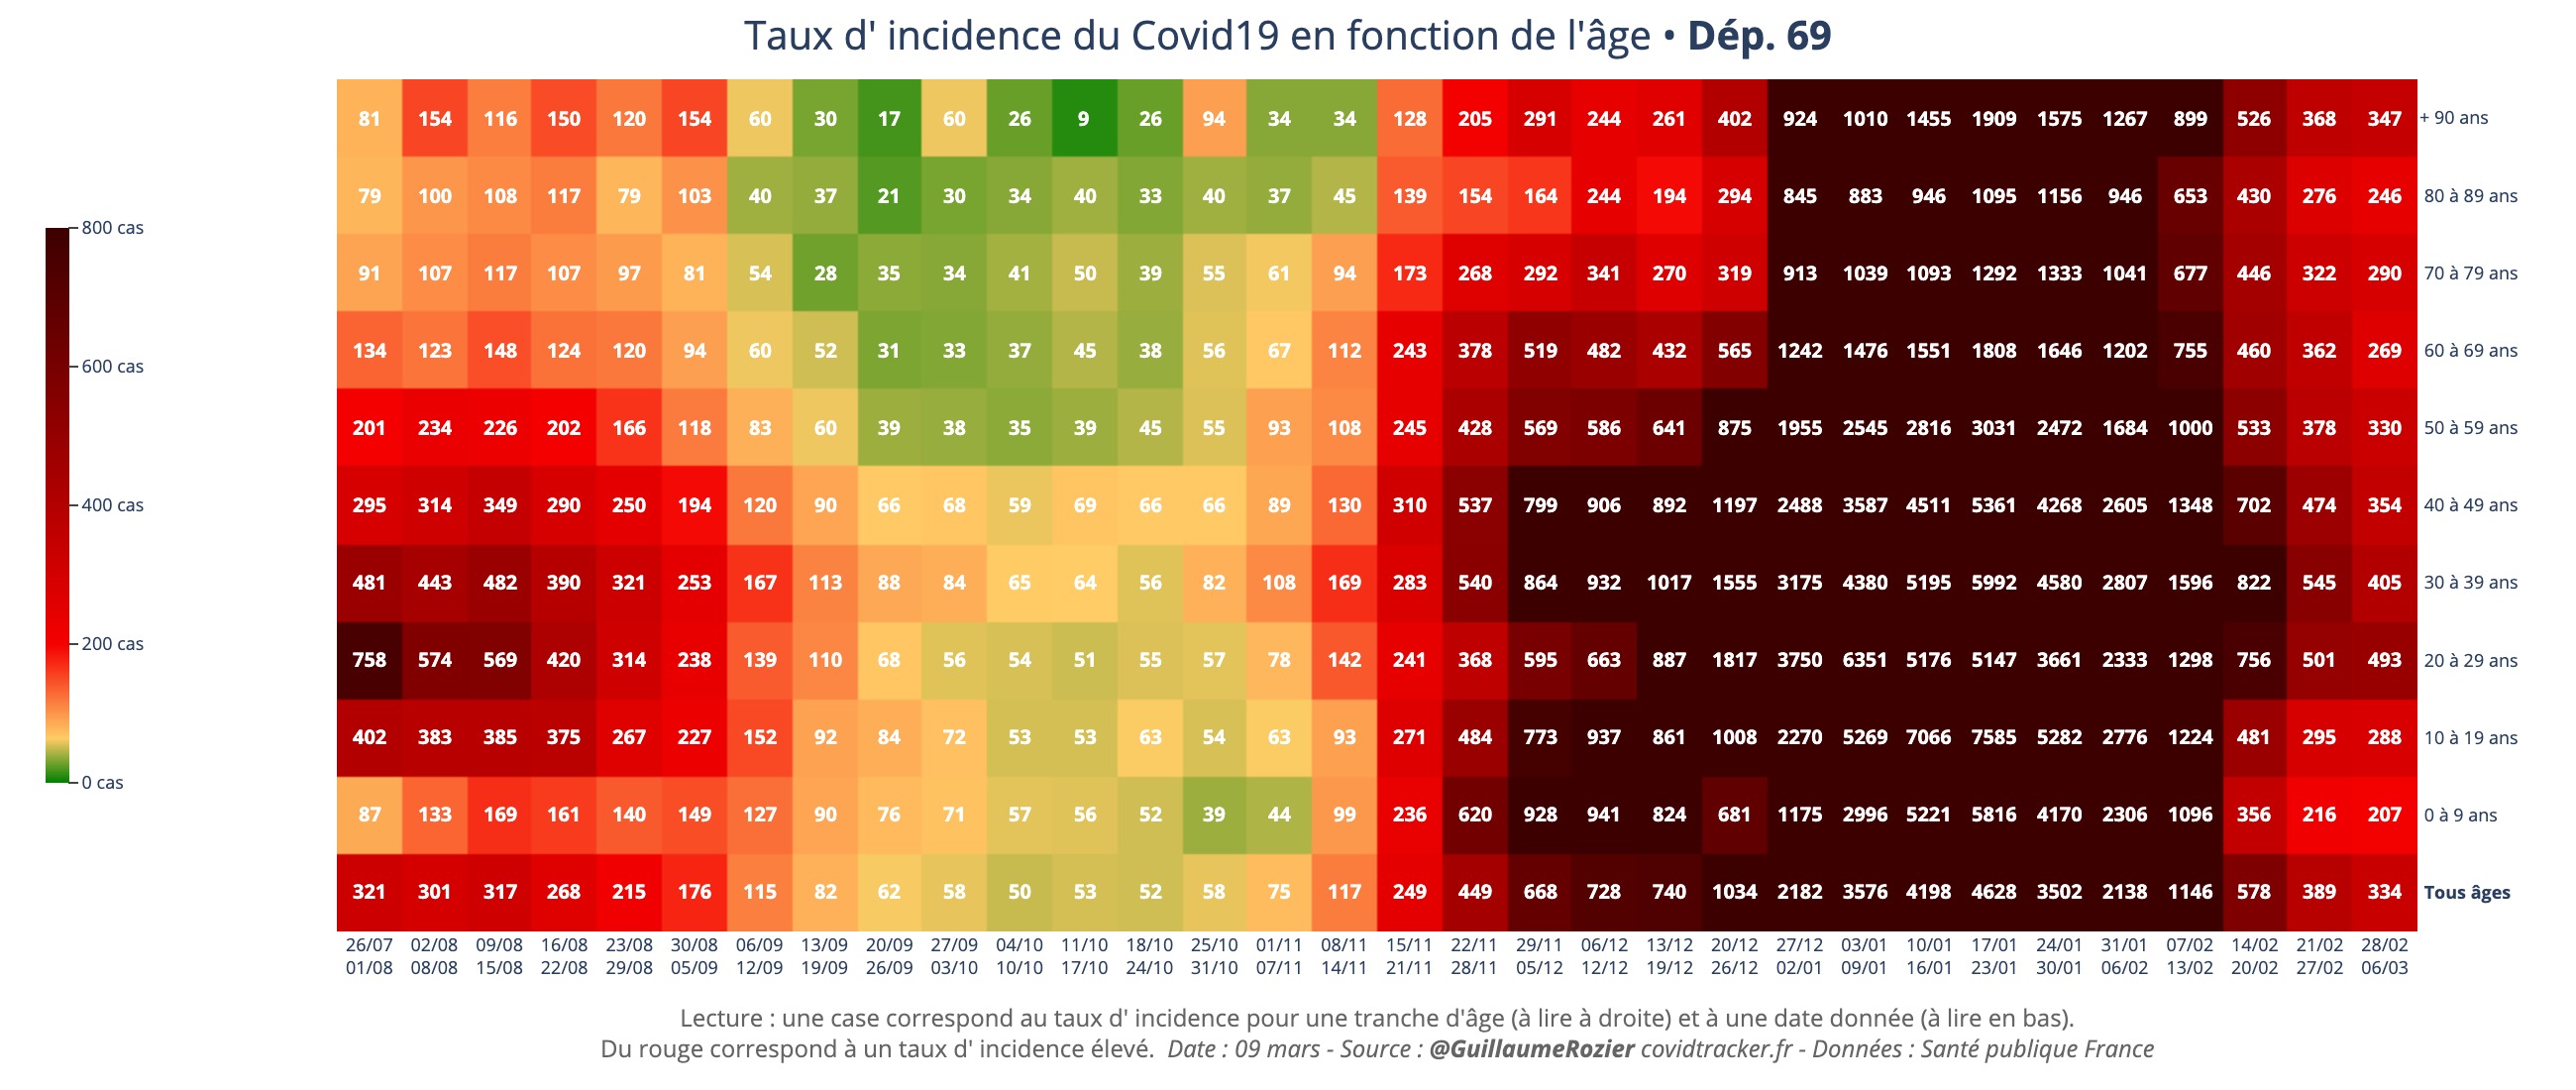 Taux d' incidence du Covid19 en fonction de l'âge • Dép. 69
81 154 116 150 120 154 60 30 17 60 26 9 26 94 34 34 128 205 291 244 261 402 924 1010 1455 1909 1575 1267 899 526 368 347 + 90 ans
79 100 108 117 79 103 40 37 21 30 34 40 33 40 37 45 139 154 164 244 194 294 845 883 946 1095 1156 946 653 430 276 246 80 à 89 ans
800 cas
91 107 117 107 97 81 54 28 35 34 41 50 39 55 61 94 173 268 292 341 270 319 913 1039 1093 1292 1333 1041 677 446 322 290 70 à 79 ans
134 123 148 124 120 94 60 52 31 33 37 45 38 56 67 112 243 378 519 482 432 565 1242 1476 1551 1808 1646 1202 755 460 362 269 60 à 69 ans
600 cas
201 234 226 202 166 118 83 60 39 38 35 39 45 55 93 108 245 428 569 586 641 875 1955 2545 2816 3031 2472 1684 1000 533 378 330 50 à 59 ans
400 cas
295 314 349 290 250 194 120 90 66 68 59 69 66 66 89 130 310 537 799 906 892 1197 2488 3587 4511 5361 4268 2605 1348 702 474 354 40 à 49 ans
481 443 482 390 321 253 167 113 88 84 65 64 56 82 108 169 283 540 864 932 1017 1555 3175 4380 5195 5992 4580 2807 1596 822 545 405 30 à 39 ans
200 cas
758 574 569 420 314 238 139 110 68 56 54 51 55 57 78 142 241 368 595 663 887 1817 3750 6351 5176 5147 3661 2333 1298 756 501 493 20 à 29 ans
402 383 385 375 267 227 152 92 84 72 53 53 63 54 63 93 271 484 773 937 861 1008 2270 5269 7066 7585 5282 2776 1224 481 295 288 10 à 19 ans
0 cas
87 133 169 161 140 149 127 90 76 71 57 56 52 39 44 99 236 620 928 941 824 681 1175 2996 5221 5816 4170 2306 1096 356 216 207 0 à 9 ans
321 301 317 268 215 176 115 82 62 58 50 53 52 58 75 117 249 449 668 728 740 1034 2182 3576 4198 4628 3502 2138 1146 578 389 334 Tous âges
26/07 02/08 09/08 16/08 23/08 30/08 06/09 13/09 20/09 27/09 04/10 11/10 18/10 25/10 01/11 08/11 15/11 22/11 29/11 06/12 13/12 20/12 27/12 03/01 10/01 17/01 24/01 31/01 07/02 14/02 21/02 28/02
01/08 08/08 15/08 22/08 29/08 05/09 12/09 19/09 26/09 03/10 10/10 17/10 24/10 31/10 07/11 14/11 21/11 28/11 05/12 12/12 19/12 26/12 02/01 09/01 16/01 23/01 30/01 06/02 13/02 20/02 27/02 06/03
Lecture : une case correspond au taux d' incidence pour une tranche d'âge (à lire à droite) et à une date donnée (à lire en bas).
Du rouge correspond à un taux d' incidence élevé. Date : 09 mars - Source : @GuillaumeRozier covidtracker.fr - Données : Santé publique France